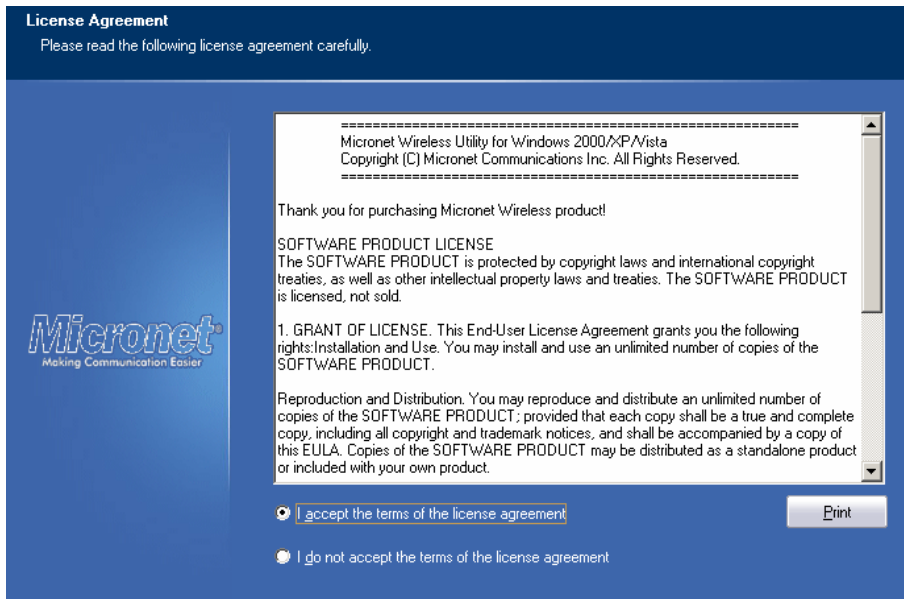 License Agreement
Please read the following license agreement carefully.
==========================================================
Micronet Wireless Utility for Windows 2000/XP/Vista
Copyright (C) Micronet Communications Inc. All Rights Reserved.
==========================================================
Thank you for purchasing Micronet Wireless product!
SOFTWARE PRODUCT LICENSE
The SOFTWARE PRODUCT is protected by copyright laws and international copyright
treaties, as well as other intellectual property laws and treaties. The SOFTWARE PRODUCT
is licensed, not sold.
1. GRANT OF LICENSE. This End-User License Agreement grants you the following
rights:Installation and Use. You may install and use an unlimited number of copies of the
SOFTWARE PRODUCT.
Reproduction and Distribution. You may reproduce and distribute an unlimited number of
copies of the SOFTWARE PRODUCT; provided that each copy shall be a true and complete
copy, including all copyright and trademark notices, and shall be accompanied by a copy of
this EULA. Copies of the SOFTWARE PRODUCT may be distributed as a standalone product
or included with your own product.
Micronet®
Making Communication Easier
I accept the terms of the license agreement
Print
I do not accept the terms of the license agreement